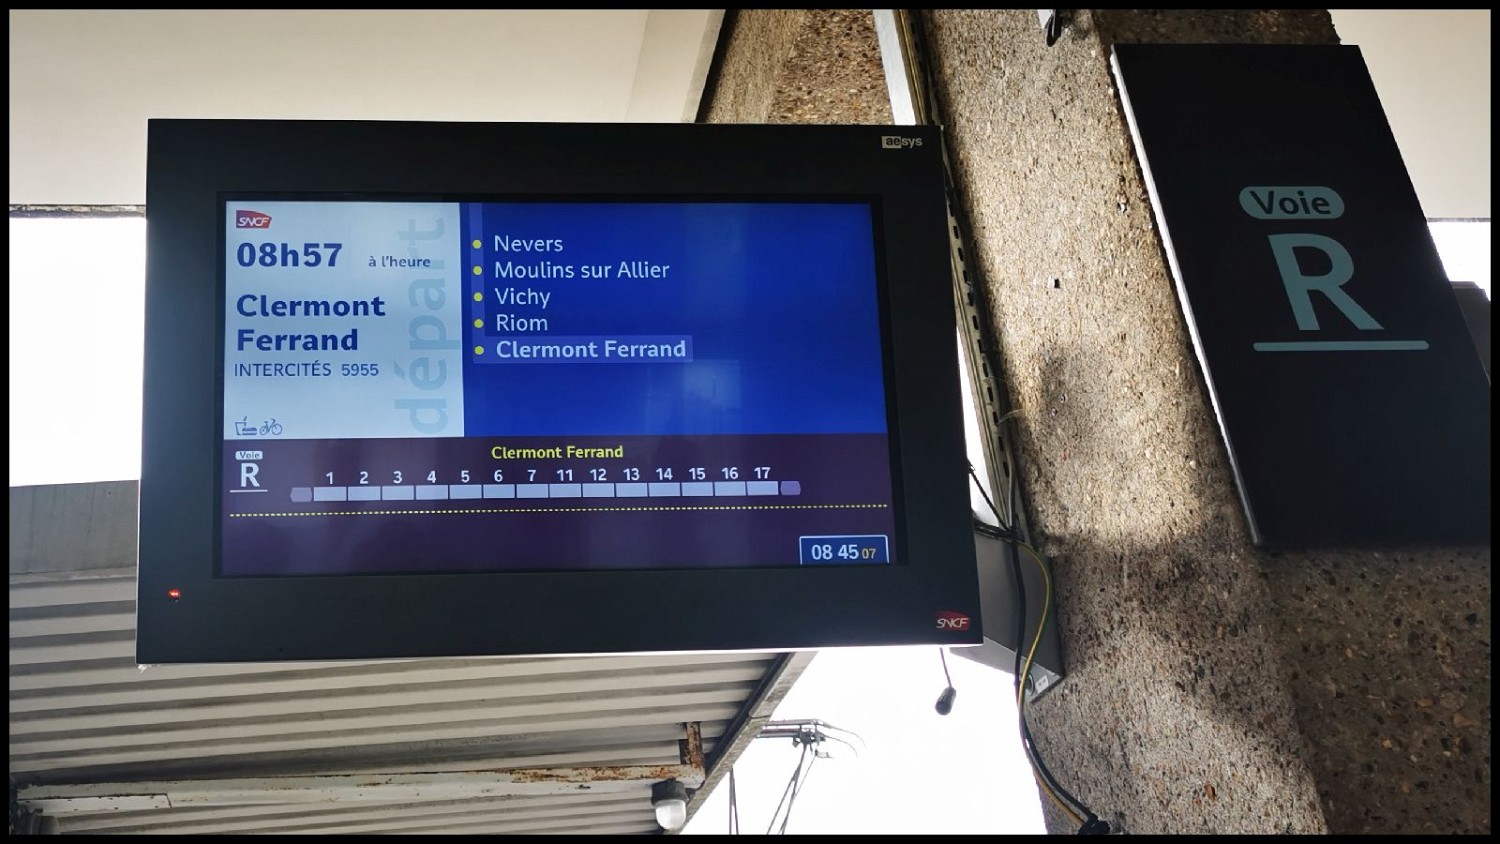 aesys
SNCF
08h57 à l'heure
Clermont
Ferrand
INTERCITÉS 5955
départ
Nevers
Moulins sur Allier
Vichy
Riom
Clermont Ferrand
Voie
R
Clermont Ferrand
1 2 3 4 5 6 7 11 12 13 14 15 16 17
08 45 07
SNCF
Voie
R